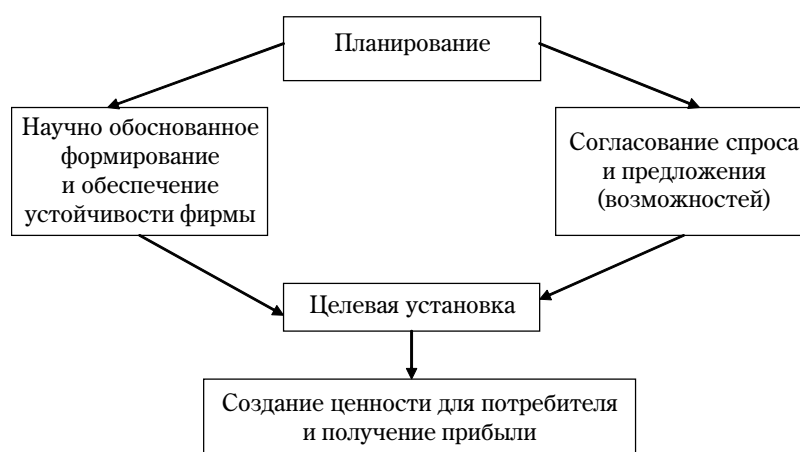 Планирование
Научно обоснованное
формирование
и обеспечение
устойчивости фирмы
Согласование спроса
и предложения
(возможностей)
Целевая установка
Создание ценности для потребителя
и получение прибыли